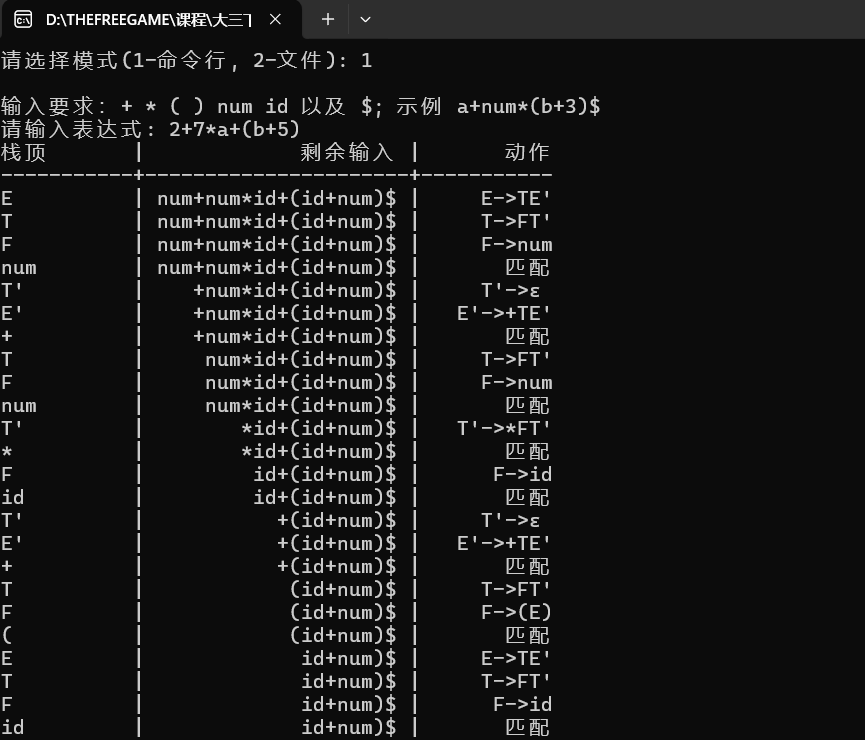 D:\THEFREEGAME\课程\大三下
请选择模式(1-命令行, 2-文件): 1
输入要求: + * ( ) num id 以及 $; 示例 a+num*(b+3)$
请输入表达式: 2+7*a+(b+5)
栈顶 | 剩余输入 | 动作
-----------+----------------------+-----------
E | num+num*id+(id+num)$ | E->TE'
T | num+num*id+(id+num)$ | T->FT'
F | num+num*id+(id+num)$ | F->num
num | num+num*id+(id+num)$ | 匹配
T' | +num*id+(id+num)$ | T'->ε
E' | +num*id+(id+num)$ | E'->+TE'
+ | +num*id+(id+num)$ | 匹配
T | num*id+(id+num)$ | T->FT'
F | num*id+(id+num)$ | F->num
num | num*id+(id+num)$ | 匹配
T' | *id+(id+num)$ | T'->*FT'
* | *id+(id+num)$ | 匹配
F | id+(id+num)$ | F->id
id | id+(id+num)$ | 匹配
T' | +(id+num)$ | T'->ε
E' | +(id+num)$ | E'->+TE'
+ | +(id+num)$ | 匹配
T | (id+num)$ | T->FT'
F | (id+num)$ | F->(E)
( | (id+num)$ | 匹配
E | id+num)$ | E->TE'
T | id+num)$ | T->FT'
F | id+num)$ | F->id
id | id+num)$ | 匹配